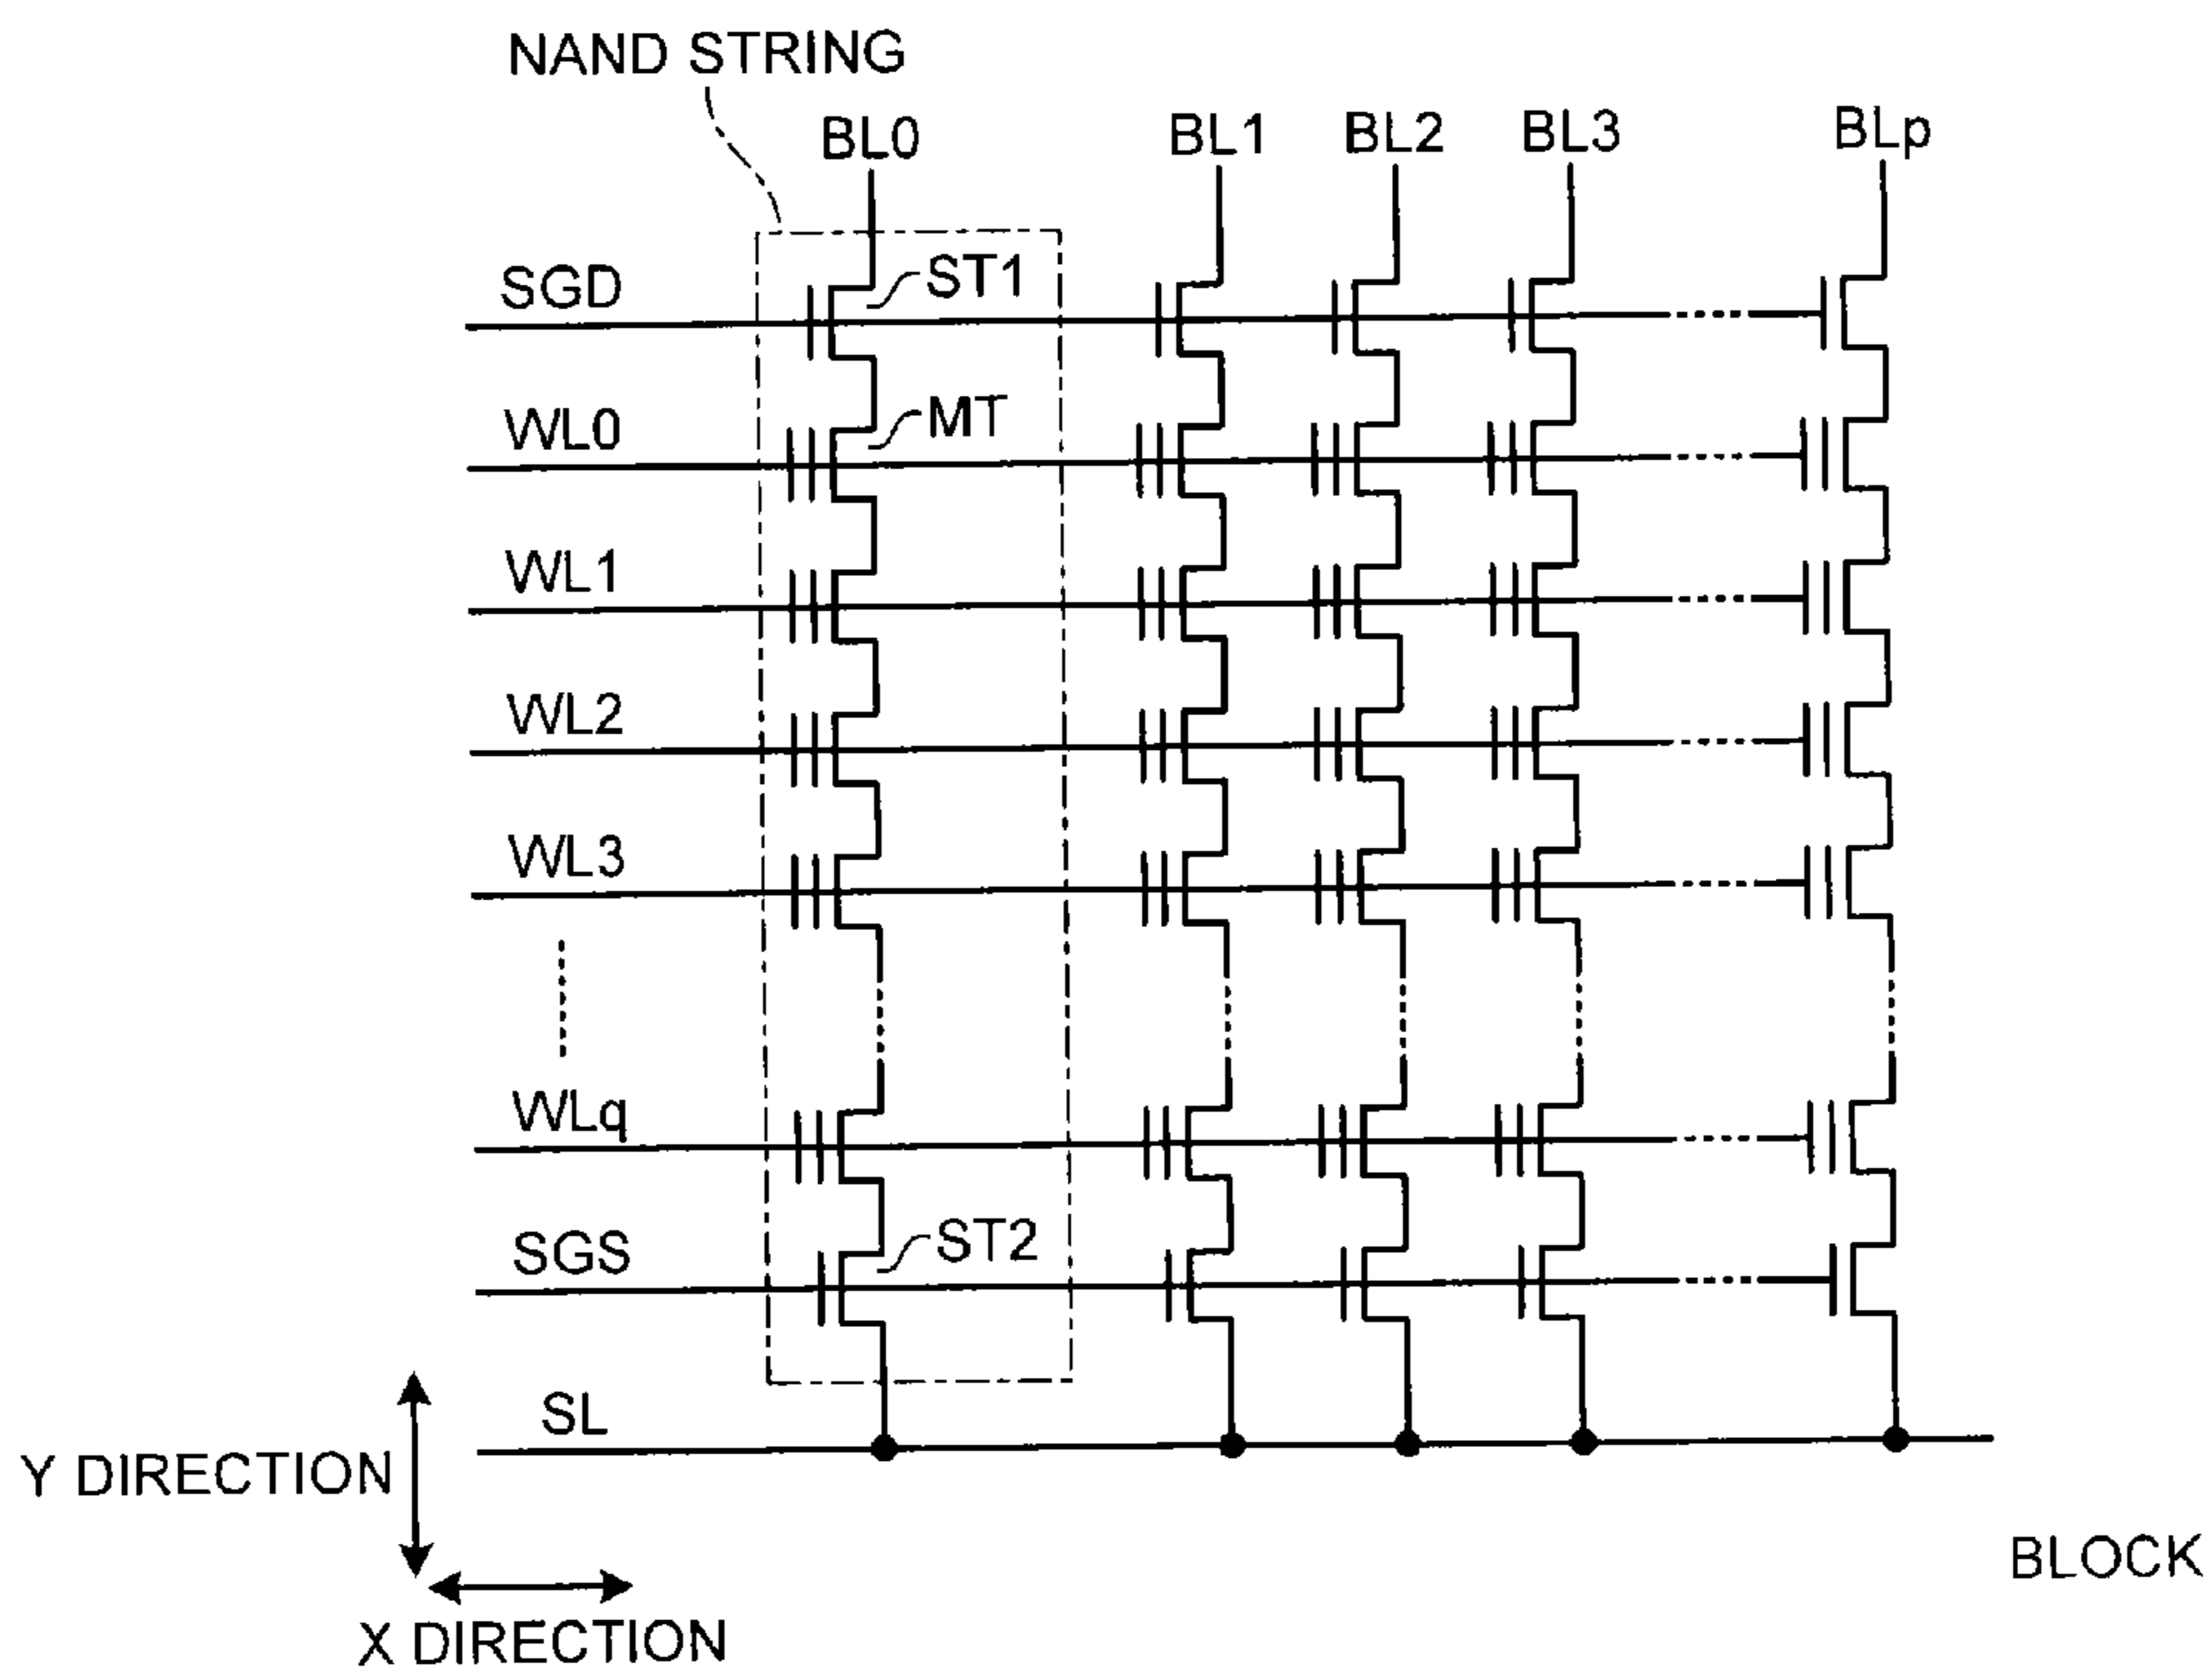 NAND STRING
BL0
BL1
BL2
BL3
BLp
SGD
ST1
WL0
MT
WL1
WL2
WL3
WLq
SGS
ST2
SL
Y DIRECTION
X DIRECTION
BLOCK